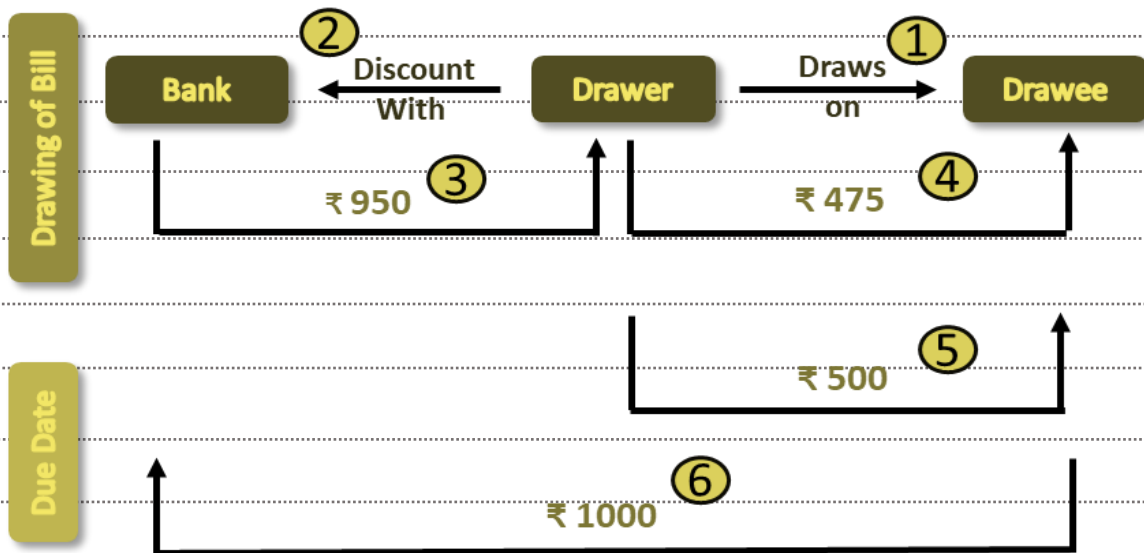 Drawing of Bill
2
1
Bank
Discount
With
Drawer
Draws
on
Drawee
3
₹ 950
4
₹ 475
5
₹ 500
Due Date
6
₹ 1000